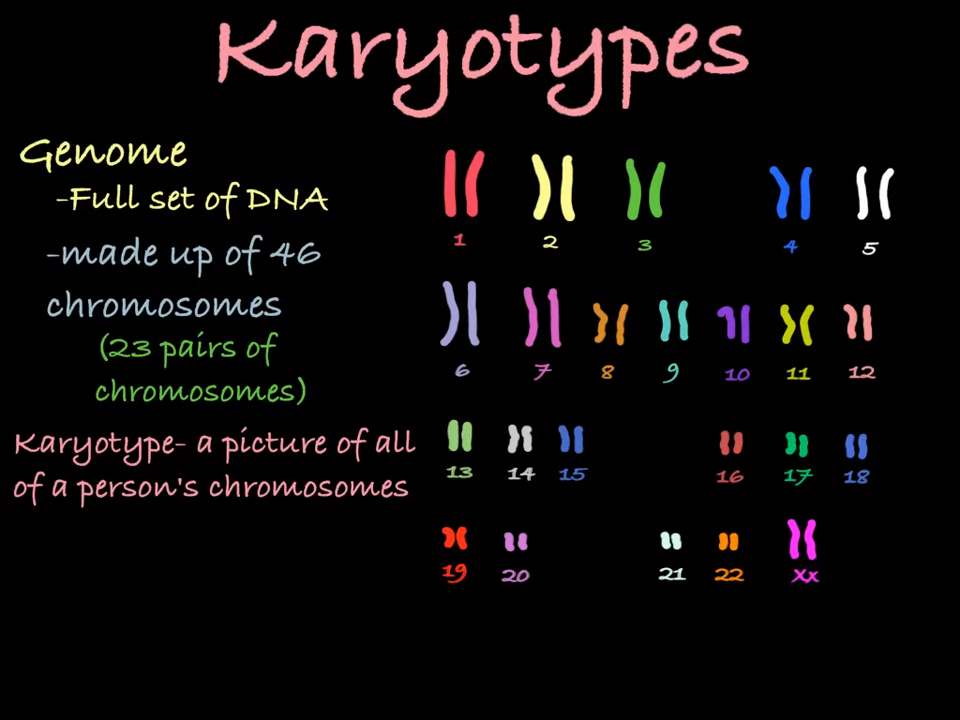 Karyotypes
Genome
-Full set of DNA
-made up of 46
chromosomes
(23 pairs of
chromosomes)
Karyotype- a picture of all
of a person's chromosomes
1 2 3 4 5
6 7 8 9 10 11 12
13 14 15 16 17 18
19 20 21 22 Xx